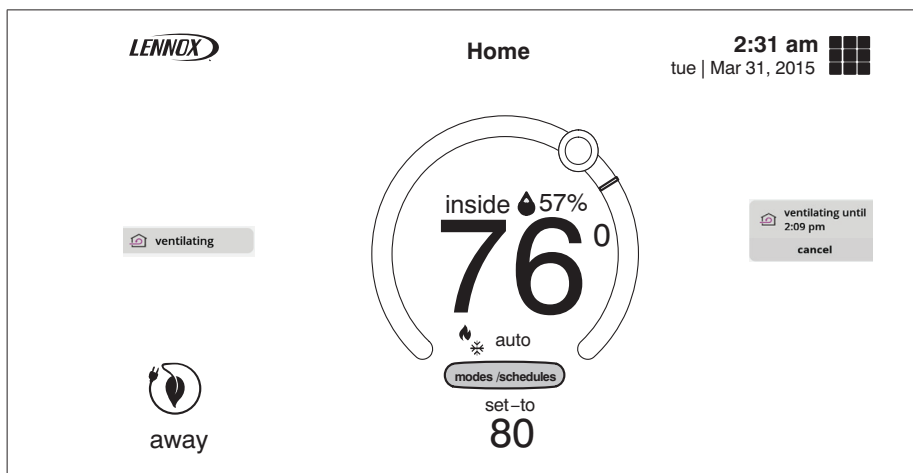 LENNOX
Home
2:31 am
tue | Mar 31, 2015
inside 57%
76°
ventilating
ventilating until
2:09 pm
cancel
auto
modes /schedules
set-to
80
away